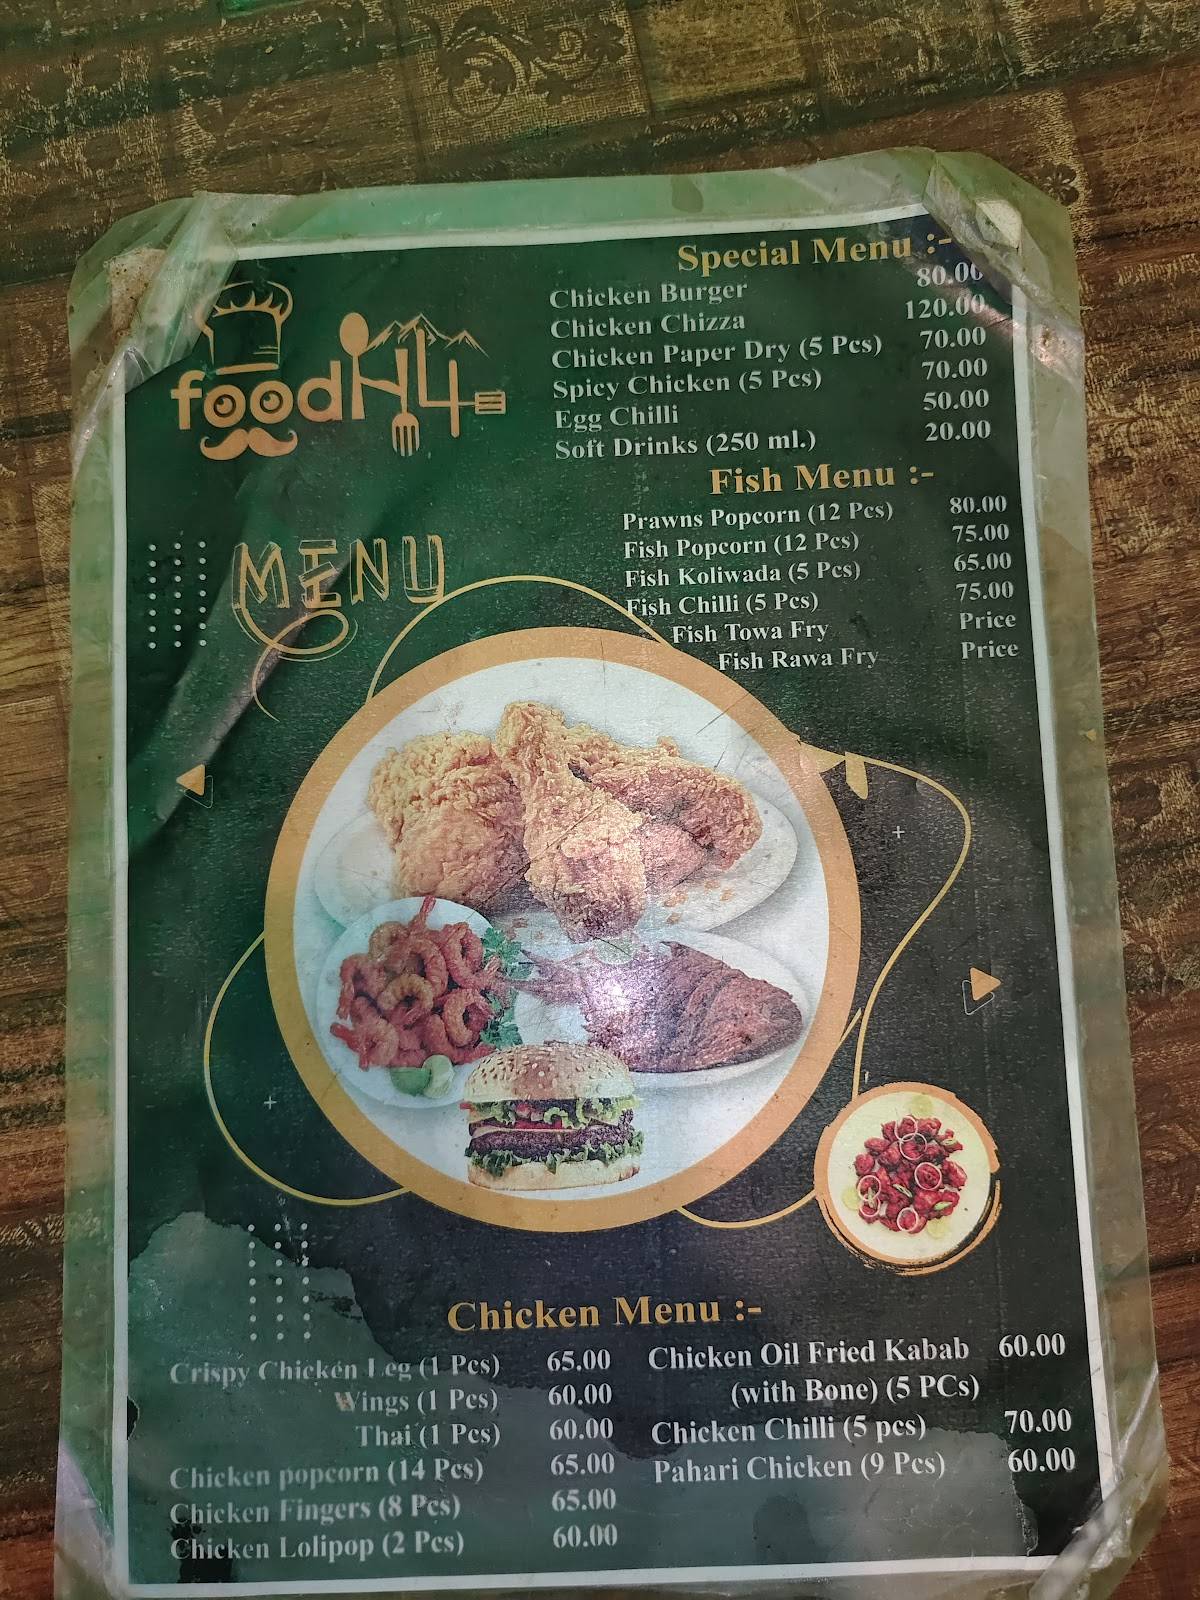 foodH4
MENU
Special Menu :-
Chicken Burger 80.00
Chicken Chizza 120.00
Chicken Paper Dry (5 Pcs) 70.00
Spicy Chicken (5 Pcs) 70.00
Egg Chilli 50.00
Soft Drinks (250 ml.) 20.00
Fish Menu :-
Prawns Popcorn (12 Pcs) 80.00
Fish Popcorn (12 Pcs) 75.00
Fish Koliwada (5 Pcs) 65.00
Fish Chilli (5 Pcs) 75.00
Fish Towa Fry Price
Fish Rawa Fry Price
Chicken Menu :-
Crispy Chicken Leg (1 Pcs) 65.00
Wings (1 Pcs) 60.00
Thai (1 Pcs) 60.00
Chicken popcorn (14 Pcs) 65.00
Chicken Fingers (8 Pcs) 65.00
Chicken Lolipop (2 Pcs) 60.00
Chicken Oil Fried Kabab 60.00
(with Bone) (5 PCs)
Chicken Chilli (5 pcs) 70.00
Pahari Chicken (9 Pcs) 60.00